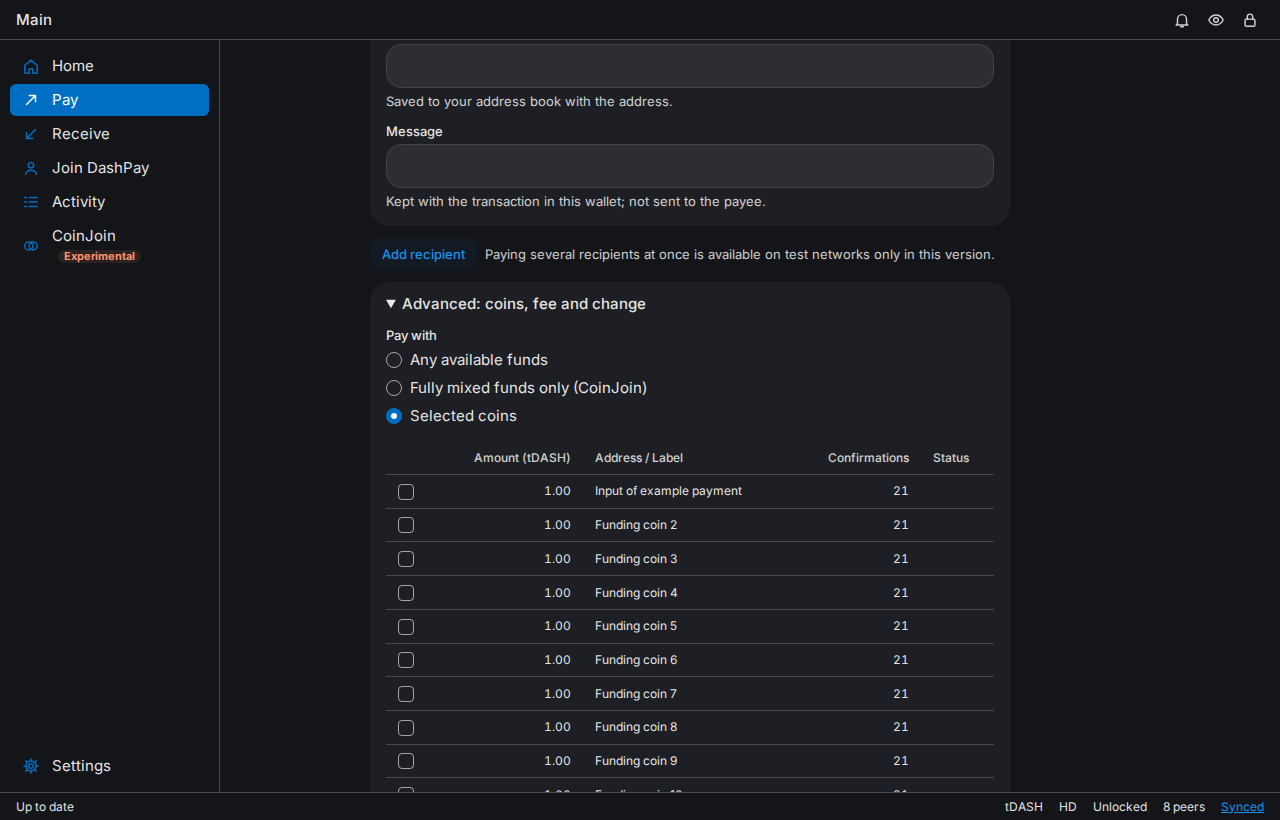 Main
Home
Pay
Receive
Join DashPay
Activity
CoinJoin
Experimental
Settings
Saved to your address book with the address.
Message
Kept with the transaction in this wallet; not sent to the payee.
Add recipient Paying several recipients at once is available on test networks only in this version.
Advanced: coins, fee and change
Pay with
Any available funds
Fully mixed funds only (CoinJoin)
Selected coins
Amount (tDASH) Address / Label Confirmations Status
1.00 Input of example payment 21
1.00 Funding coin 2 21
1.00 Funding coin 3 21
1.00 Funding coin 4 21
1.00 Funding coin 5 21
1.00 Funding coin 6 21
1.00 Funding coin 7 21
1.00 Funding coin 8 21
1.00 Funding coin 9 21
Up to date tDASH HD Unlocked 8 peers Synced